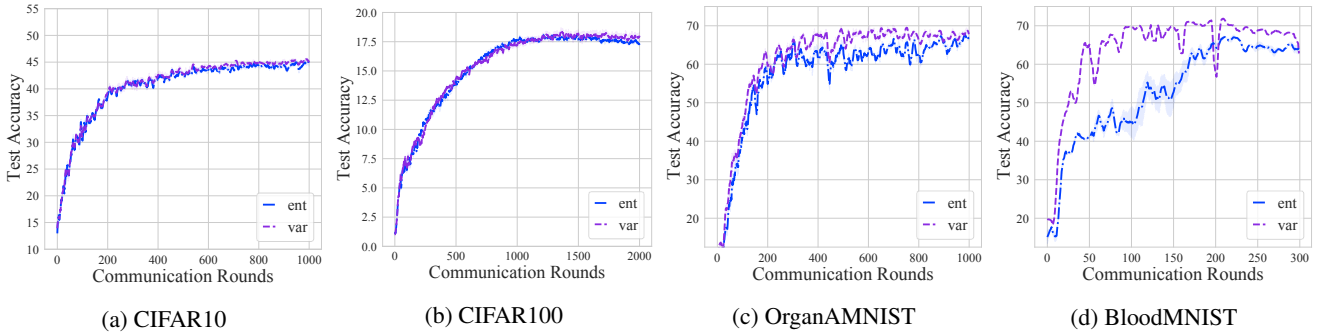 Test Accuracy
55
50
45
40
35
30
25
20
15
10
0 200 400 600 800 1000
Communication Rounds
ent
var
(a) CIFAR10
Test Accuracy
20.0
17.5
15.0
12.5
10.0
7.5
5.0
2.5
0.0
0 500 1000 1500 2000
Communication Rounds
ent
var
(b) CIFAR100
Test Accuracy
70
60
50
40
30
20
0 200 400 600 800 1000
Communication Rounds
ent
var
(c) OrganAMNIST
Test Accuracy
70
60
50
40
30
20
0 50 100 150 200 250 300
Communication Rounds
ent
var
(d) BloodMNIST